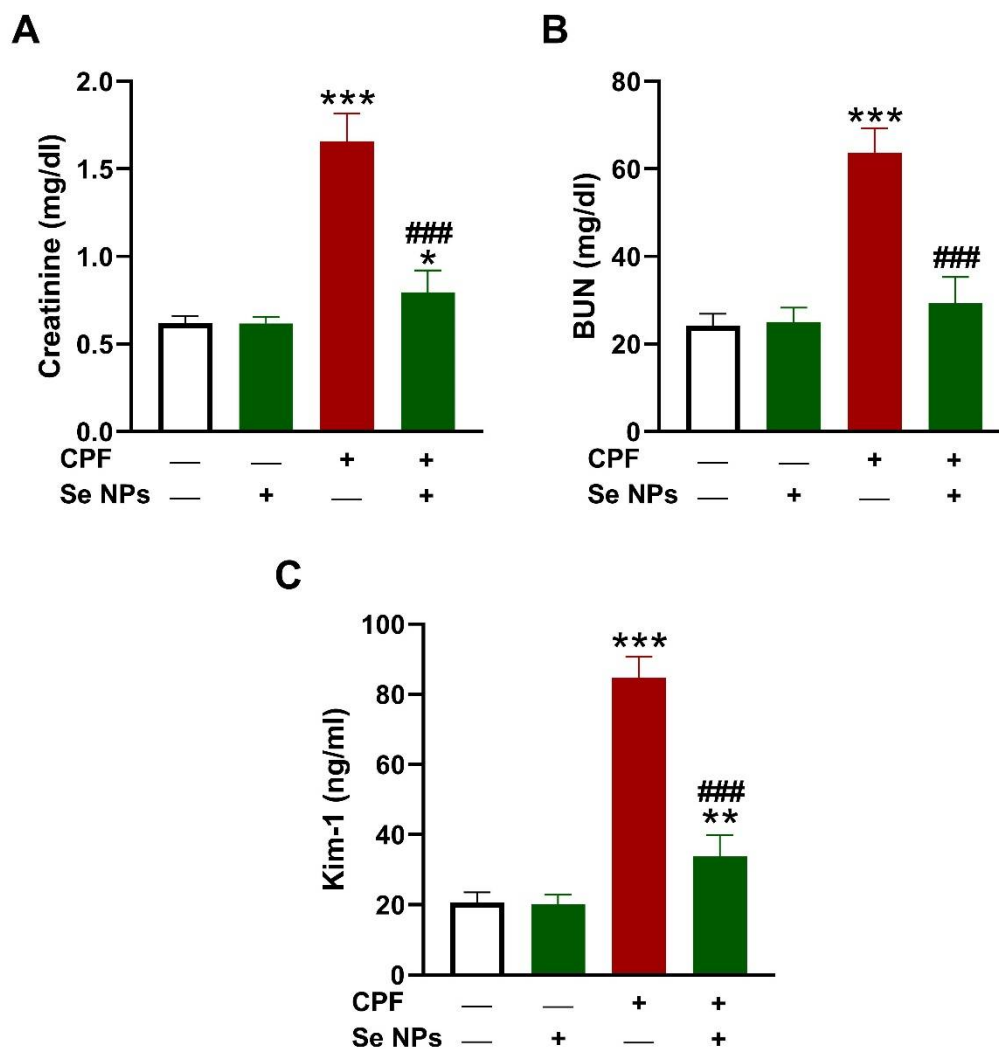 A
Creatinine (mg/dl)
2.0
1.5
1.0
0.5
0.0
***
###
*
CPF — — + +
Se NPs — + — +
B
BUN (mg/dl)
80
60
40
20
0
***
###
CPF — — + +
Se NPs — + — +
C
Kim-1 (ng/ml)
100
80
60
40
20
0
***
###
**
CPF — — + +
Se NPs — + — +